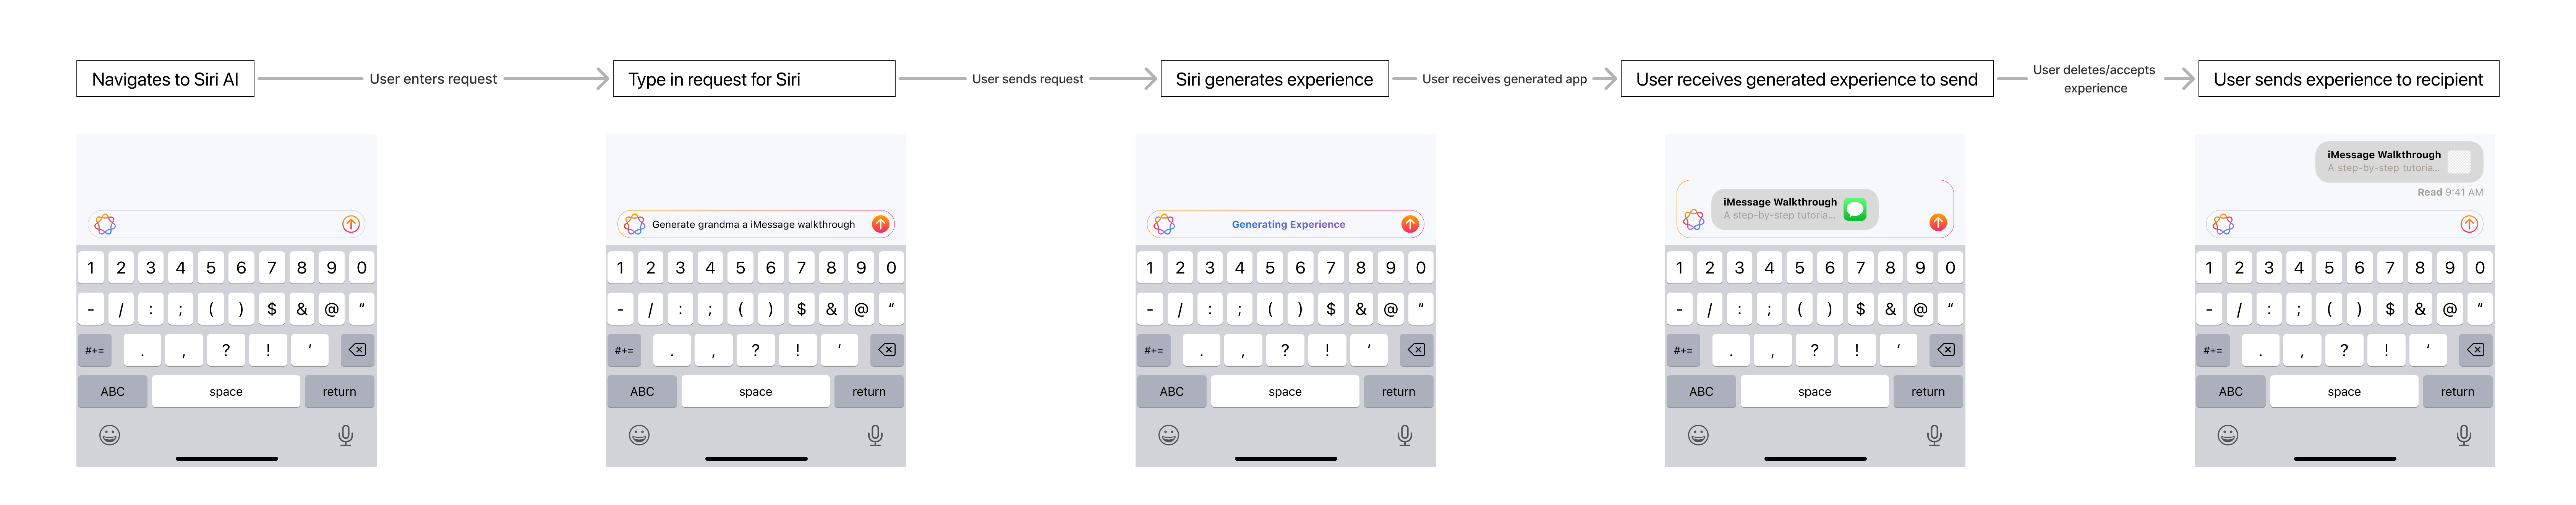 Navigates to Siri AI
User enters request
Type in request for Siri
User sends request
Siri generates experience
User receives generated app
User receives generated experience to send
User deletes/accepts
experience
User sends experience to recipient
1 2 3 4 5 6 7 8 9 0
- / : ; ( ) $ & @ “
#+= . , ? ! ‘
ABC space return
Generate grandma a iMessage walkthrough
1 2 3 4 5 6 7 8 9 0
- / : ; ( ) $ & @ “
#+= . , ? ! ‘
ABC space return
Generating Experience
1 2 3 4 5 6 7 8 9 0
- / : ; ( ) $ & @ “
#+= . , ? ! ‘
ABC space return
iMessage Walkthrough
A step-by-step tutoria...
1 2 3 4 5 6 7 8 9 0
- / : ; ( ) $ & @ “
#+= . , ? ! ‘
ABC space return
iMessage Walkthrough
A step-by-step tutoria...
Read 9:41 AM
1 2 3 4 5 6 7 8 9 0
- / : ; ( ) $ & @ “
#+= . , ? ! ‘
ABC space return